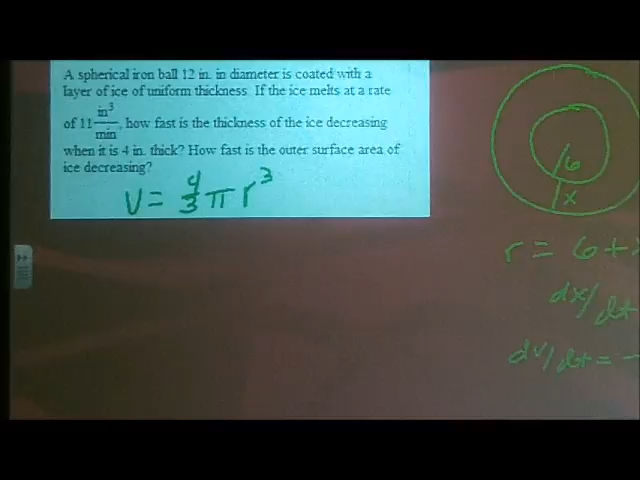 A spherical iron ball 12 in. in diameter is coated with a
layer of ice of uniform thickness. If the ice melts at a rate
of 11 in³/min, how fast is the thickness of the ice decreasing
when it is 4 in. thick? How fast is the outer surface area of
ice decreasing?
V = 4/3 π r³
6
x
r = 6 +
dx/dt
dv/dt = -